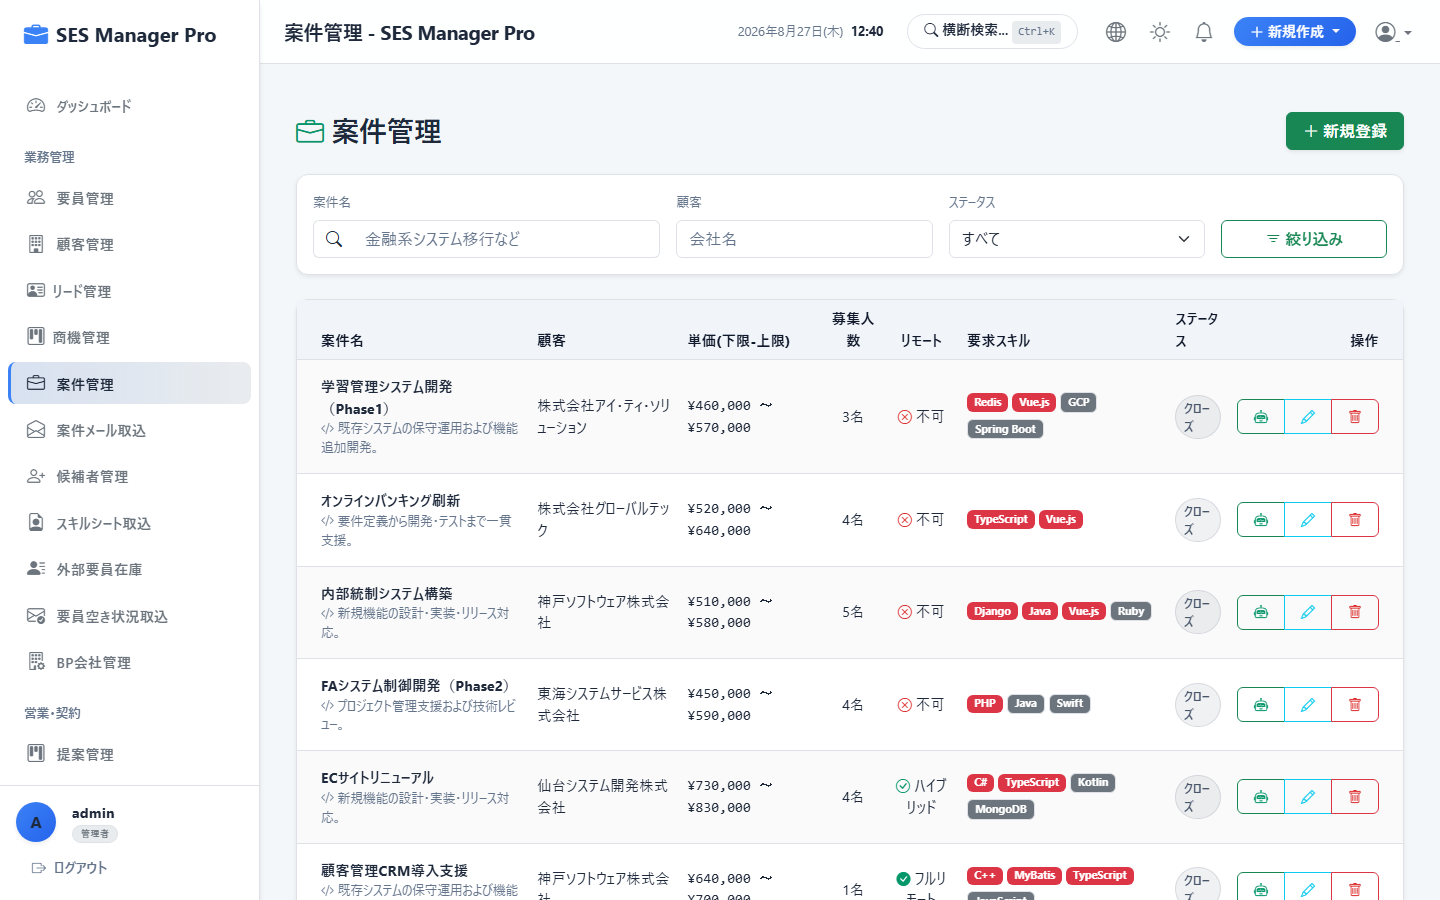 SES Manager Pro
案件管理 - SES Manager Pro
2026年8月27日(木) 12:40
横断検索... Ctrl+K
新規作成
ダッシュボード
業務管理
要員管理
顧客管理
リード管理
商機管理
案件管理
案件メール取込
候補者管理
スキルシート取込
外部要員在庫
要員空き状況取込
BP会社管理
営業・契約
提案管理
A
admin
管理者
ログアウト
案件管理
新規登録
案件名
顧客
ステータス
金融系システム移行など
会社名
すべて
絞り込み
案件名
顧客
単価(下限-上限)
募集人
数
リモート
要求スキル
ステータ
ス
操作
学習管理システム開発
（Phase1）
既存システムの保守運用および機能
追加開発。
株式会社アイ・ティ・ソリ
ューション
¥460,000 〜
¥570,000
3名
不可
Redis Vue.js GCP
Spring Boot
クロー
ズ
オンラインバンキング刷新
要件定義から開発・テストまで一貫
支援。
株式会社グローバルテッ
ク
¥520,000 〜
¥640,000
4名
不可
TypeScript Vue.js
クロー
ズ
内部統制システム構築
新規機能の設計・実装・リリース対
応。
神戸ソフトウェア株式会
社
¥510,000 〜
¥580,000
5名
不可
Django Java Vue.js Ruby
クロー
ズ
FAシステム制御開発（Phase2）
プロジェクト管理支援および技術レビ
ュー。
東海システムサービス株
式会社
¥450,000 〜
¥590,000
4名
不可
PHP Java Swift
クロー
ズ
ECサイトリニューアル
新規機能の設計・実装・リリース対
応。
仙台システム開発株式
会社
¥730,000 〜
¥830,000
4名
ハイブ
リッド
C# TypeScript Kotlin
MongoDB
クロー
ズ
顧客管理CRM導入支援
既存システムの保守運用および機能
神戸ソフトウェア株式会
社
¥640,000 〜
¥700,000
1名
フルリ
モート
C++ MyBatis TypeScript
JavaScript
クロー
ズ